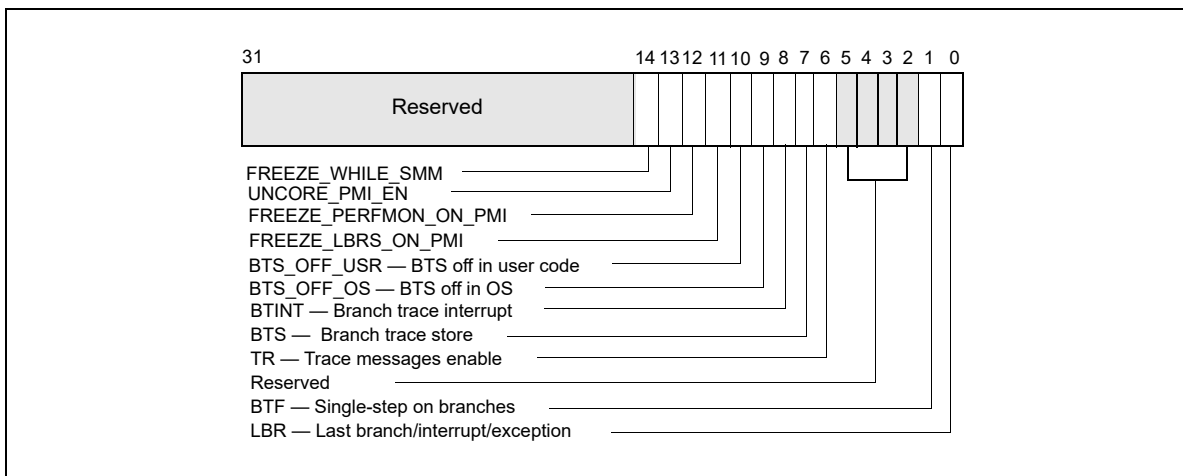 31 14 13 12 11 10 9 8 7 6 5 4 3 2 1 0
Reserved
FREEZE_WHILE_SMM
UNCORE_PMI_EN
FREEZE_PERFMON_ON_PMI
FREEZE_LBRS_ON_PMI
BTS_OFF_USR — BTS off in user code
BTS_OFF_OS — BTS off in OS
BTINT — Branch trace interrupt
BTS — Branch trace store
TR — Trace messages enable
Reserved
BTF — Single-step on branches
LBR — Last branch/interrupt/exception